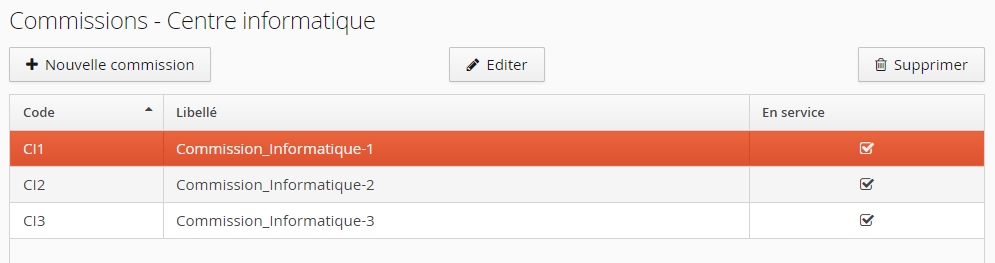 Commissions - Centre informatique
Nouvelle commission Editer Supprimer
Code Libellé En service
CI1 Commission_Informatique-1
CI2 Commission_Informatique-2
CI3 Commission_Informatique-3